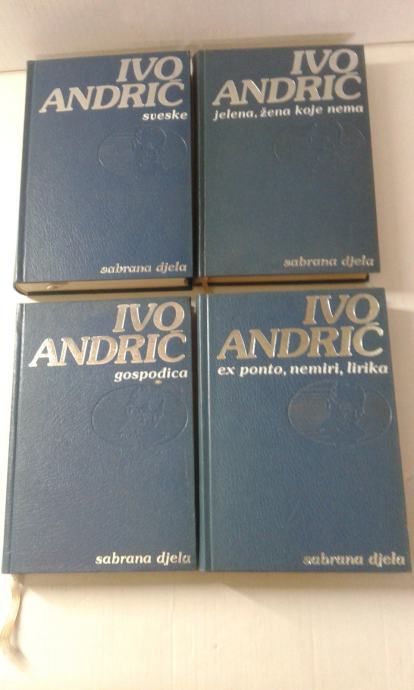 IVO
ANDRIĆ
sveske
sabrana djela
IVO
ANDRIĆ
jelena, žena koje nema
sabrana djela
IVO
ANDRIĆ
gospođica
sabrana djela
IVO
ANDRIĆ
ex ponto, nemiri, lirika
sabrana djela